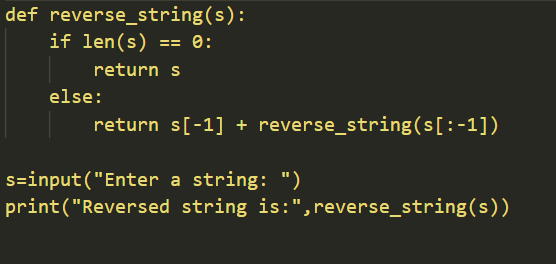 def reverse_string(s):
    if len(s) == 0:
        return s
    else:
        return s[-1] + reverse_string(s[:-1])
s=input("Enter a string: ")
print("Reversed string is:",reverse_string(s))